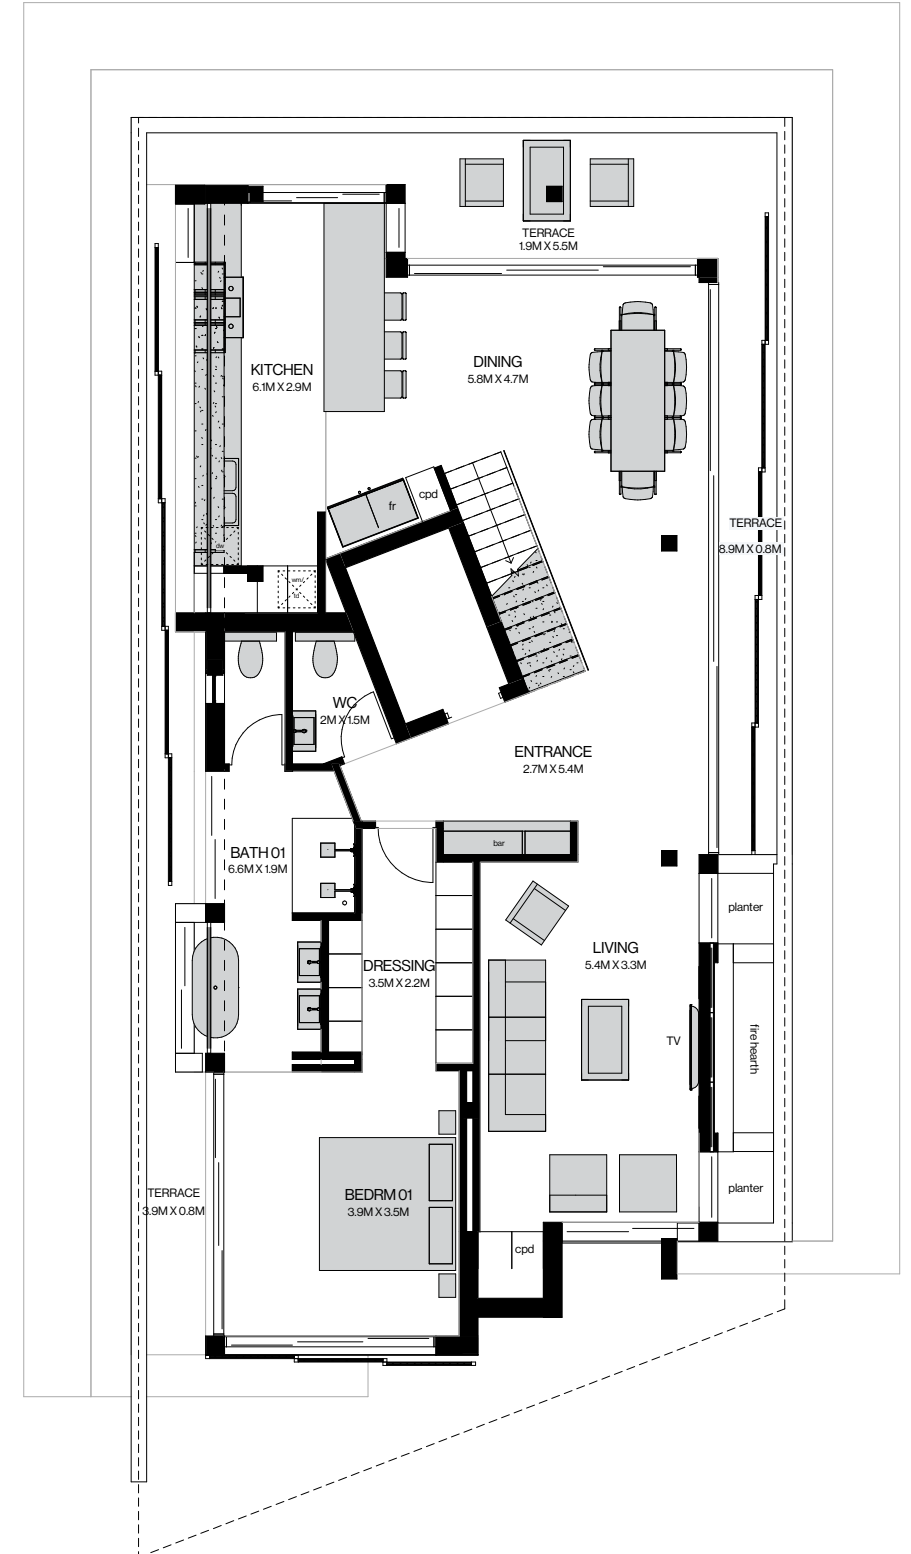 TERRACE
1.9M X 5.5M
KITCHEN
6.1M X 2.9M
DINING
5.8M X 4.7M
cpd
fr
TERRACE
8.9M X 0.8M
dw
wm/
td
WC
2M X 1.5M
ENTRANCE
2.7M X 5.4M
bar
BATH 01
6.6M X 1.9M
planter
LIVING
5.4M X 3.3M
DRESSING
3.5M X 2.2M
TV
fire hearth
planter
TERRACE
3.9M X 0.8M
BEDRM 01
3.9M X 3.5M
cpd